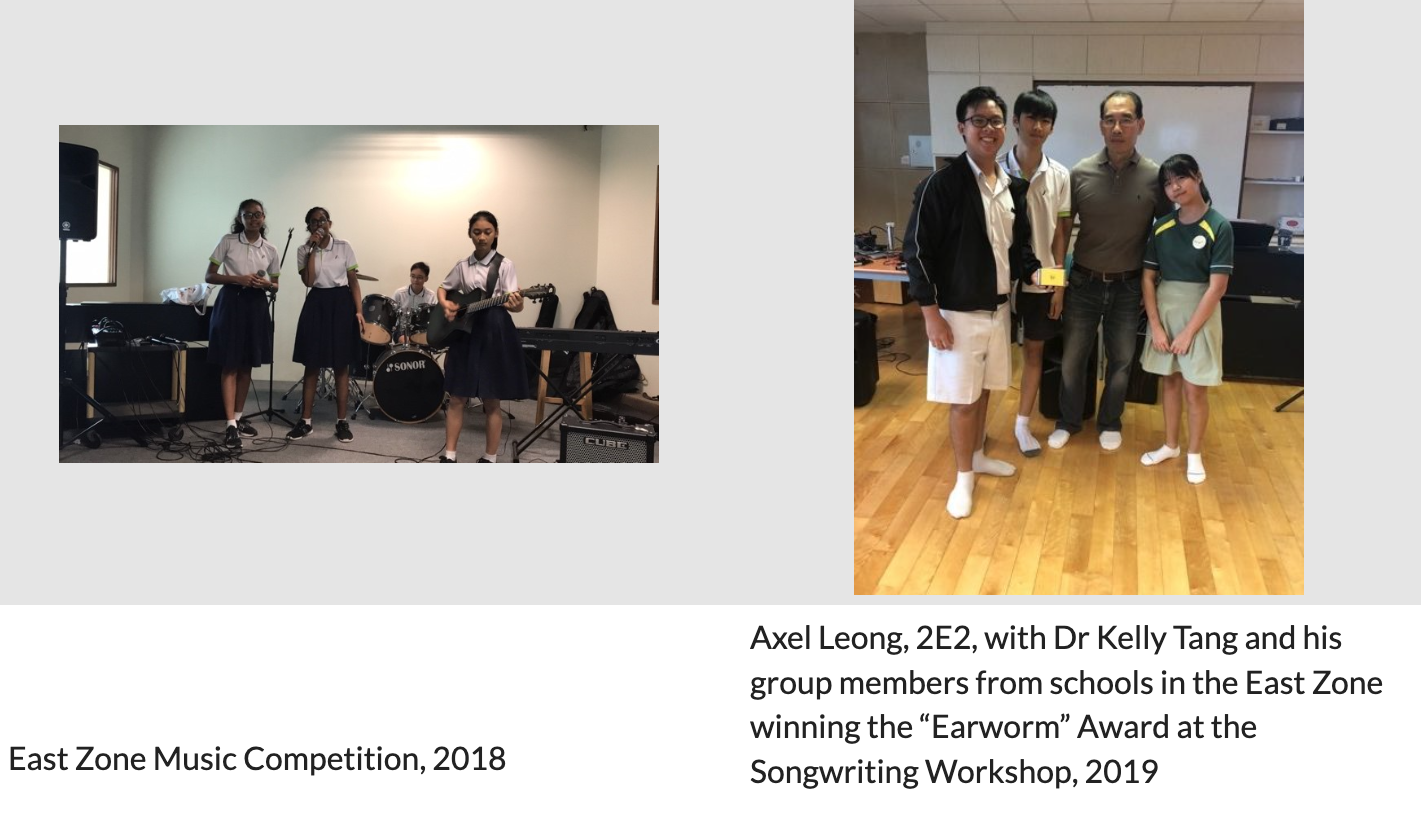 SONOR
CUBE
East Zone Music Competition, 2018
Axel Leong, 2E2, with Dr Kelly Tang and his
group members from schools in the East Zone
winning the “Earworm” Award at the
Songwriting Workshop, 2019